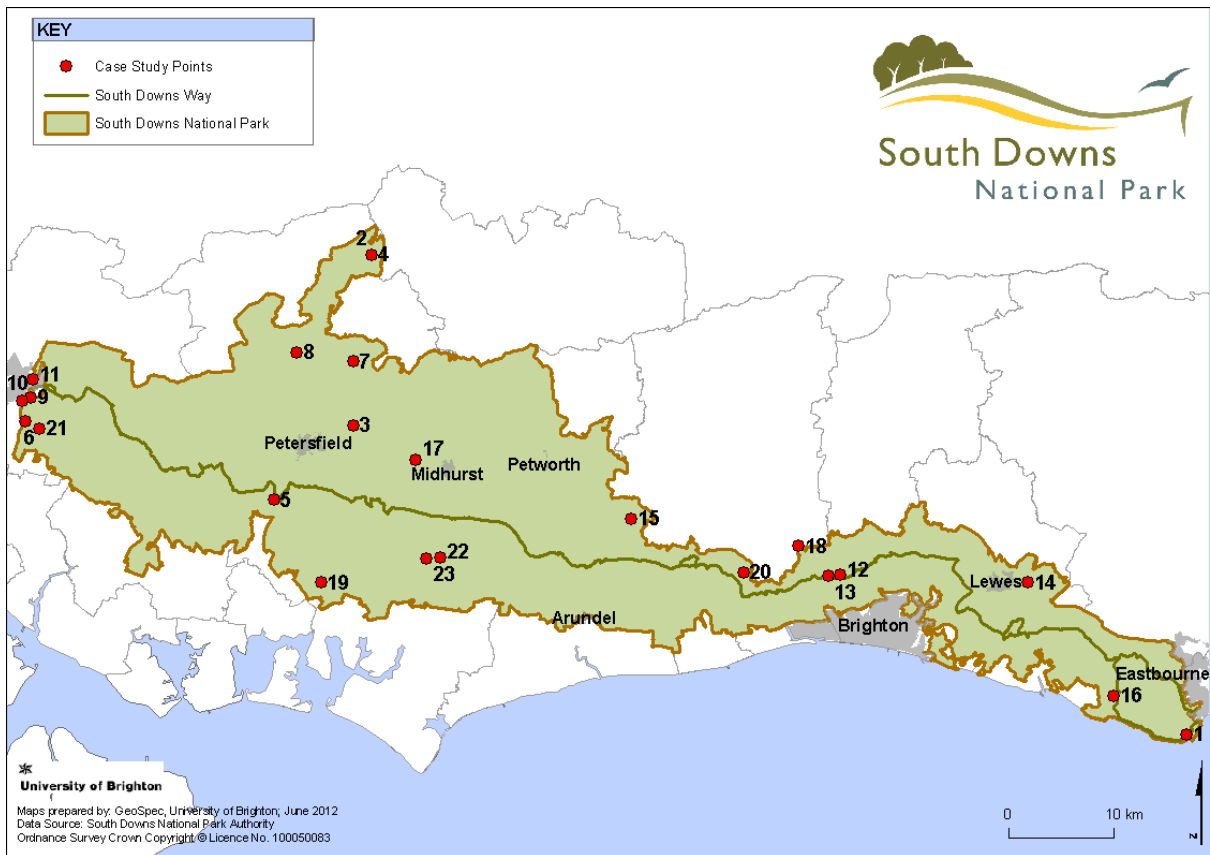 KEY
Case Study Points
South Downs Way
South Downs National Park
South Downs
National Park
2
4
8
7
10
11
9
6
21
3
Petersfield
17
Midhurst
Petworth
5
15
22
23
19
Arundel
18
20
12
13
Brighton
Lewes
14
Eastbourne
16
1
University of Brighton
Maps prepared by: GeoSpec, University of Brighton; June 2012
Data Source: South Downs National Park Authority
Ordnance Survey Crown Copyright © Licence No. 100050083
0 10 km
N